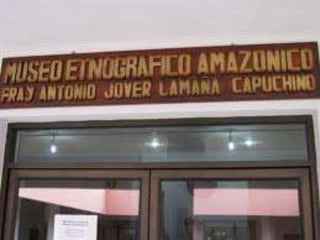 MUSEO ETNOGRAFICO AMAZONICO
FRAY ANTONIO JOVER LAMAÑA CAPUCHINO